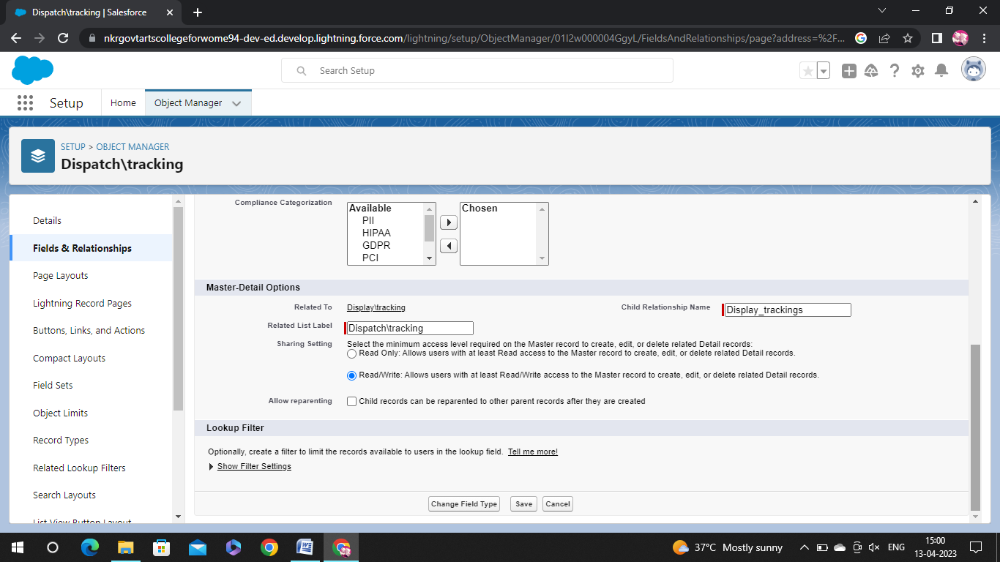 Dispatch\tracking | Salesforce
nkrgovtartscollegeforwome94-dev-ed.develop.lightning.force.com/lightning/setup/ObjectManager/01I2w000004GgyL/FieldsAndRelationships/page?address=%2F...
Search Setup
Setup
Home
Object Manager
SETUP > OBJECT MANAGER
Dispatch\tracking
Details
Fields & Relationships
Page Layouts
Lightning Record Pages
Buttons, Links, and Actions
Compact Layouts
Field Sets
Object Limits
Record Types
Related Lookup Filters
Search Layouts
List View Button Layout
Compliance Categorization
Available
PII
HIPAA
GDPR
PCI
Chosen
Master-Detail Options
Related To Display\tracking
Child Relationship Name Display_trackings
Related List Label Dispatch\tracking
Sharing Setting Select the minimum access level required on the Master record to create, edit, or delete related Detail records:
Read Only: Allows users with at least Read access to the Master record to create, edit, or delete related Detail records.
Read/Write: Allows users with at least Read/Write access to the Master record to create, edit, or delete related Detail records.
Allow reparenting Child records can be reparented to other parent records after they are created
Lookup Filter
Optionally, create a filter to limit the records available to users in the lookup field. Tell me more!
Show Filter Settings
Change Field Type Save Cancel
37°C Mostly sunny
ENG
15:00
13-04-2023